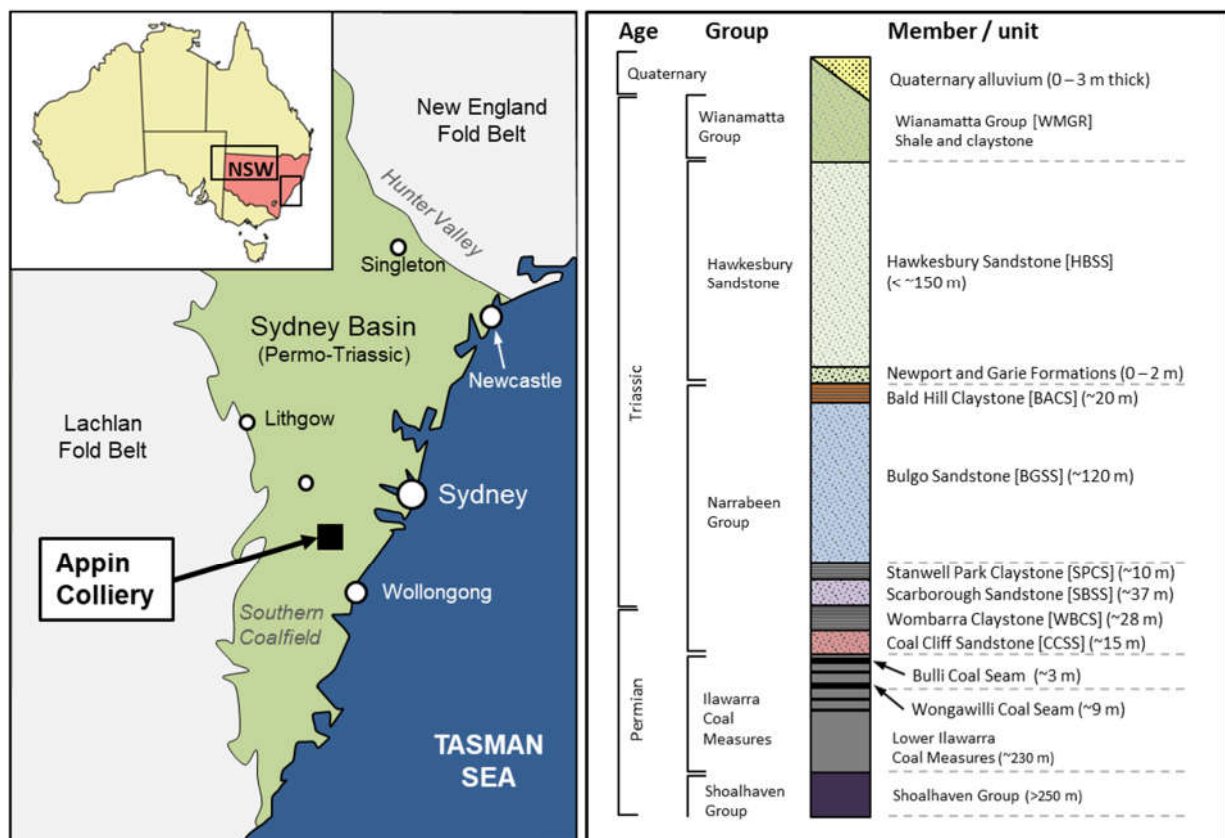 NSW
New England
Fold Belt
Hunter Valley
Singleton
Sydney Basin
(Permo-Triassic)
Newcastle
Lithgow
Lachlan
Fold Belt
Sydney
Appin
Colliery
Wollongong
Southern
Coalfield
TASMAN
SEA
Age
Group
Member / unit
Quaternary
Quaternary alluvium (0 – 3 m thick)
Wianamatta
Group
Wianamatta Group [WMGR]
Shale and claystone
Triassic
Hawkesbury
Sandstone
Hawkesbury Sandstone [HBSS]
(< ~150 m)
Newport and Garie Formations (0 – 2 m)
Bald Hill Claystone [BACS] (~20 m)
Narrabeen
Group
Bulgo Sandstone [BGSS] (~120 m)
Stanwell Park Claystone [SPCS] (~10 m)
Scarborough Sandstone [SBSS] (~37 m)
Wombarra Claystone [WBCS] (~28 m)
Coal Cliff Sandstone [CCSS] (~15 m)
Permian
Ilawarra
Coal
Measures
Bulli Coal Seam (~3 m)
Wongawilli Coal Seam (~9 m)
Lower Ilawarra
Coal Measures (~230 m)
Shoalhaven
Group
Shoalhaven Group (>250 m)